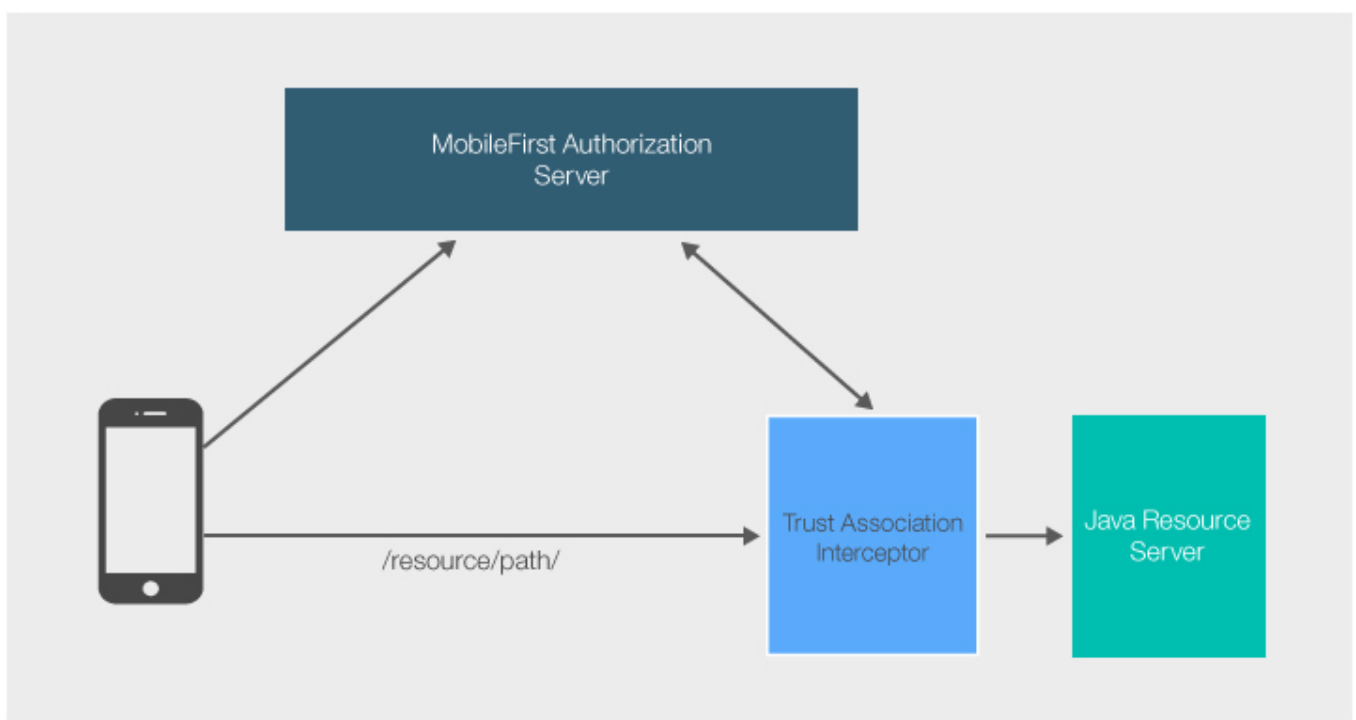 MobileFirst Authorization
Server
Trust Association
Interceptor
Java Resource
Server
/resource/path/